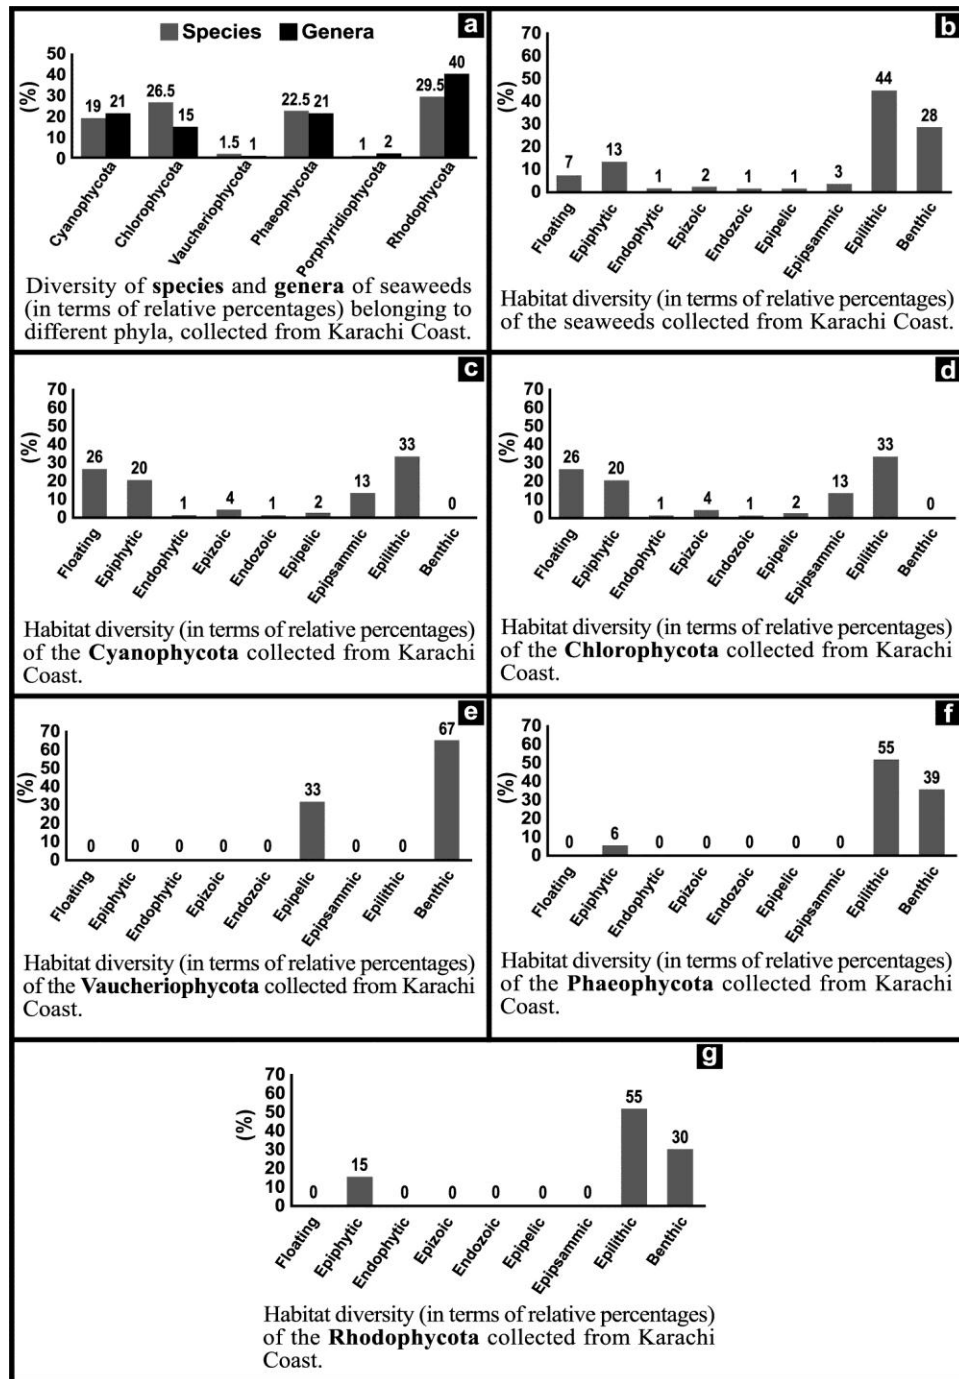 a
Species Genera
50
40
30
20
10
0
(%)
19 21 26.5 15 1.5 1 22.5 21 1 2 29.5 40
Cyanophycota Chlorophycota Vaucheriophycota Phaeophycota Porphyridiophycota Rhodophycota
Diversity of species and genera of seaweeds
(in terms of relative percentages) belonging to
different phyla, collected from Karachi Coast.
b
70
60
50
40
30
20
10
0
(%)
7 13 1 2 1 1 3 44 28
Floating Epiphytic Endophytic Epizoic Endozoic Epipelic Epipsammic Epilithic Benthic
Habitat diversity (in terms of relative percentages)
of the seaweeds collected from Karachi Coast.
c
70
60
50
40
30
20
10
0
(%)
26 20 1 4 1 2 13 33 0
Floating Epiphytic Endophytic Epizoic Endozoic Epipelic Epipsammic Epilithic Benthic
Habitat diversity (in terms of relative percentages)
of the Cyanophycota collected from Karachi
Coast.
d
70
60
50
40
30
20
10
0
(%)
26 20 1 4 1 2 13 33 0
Floating Epiphytic Endophytic Epizoic Endozoic Epipelic Epipsammic Epilithic Benthic
Habitat diversity (in terms of relative percentages)
of the Chlorophycota collected from Karachi
Coast.
e
70
60
50
40
30
20
10
0
(%)
0 0 0 0 0 33 0 0 67
Floating Epiphytic Endophytic Epizoic Endozoic Epipelic Epipsammic Epilithic Benthic
Habitat diversity (in terms of relative percentages)
of the Vaucheriophycota collected from Karachi
Coast.
f
70
60
50
40
30
20
10
0
(%)
0 6 0 0 0 0 0 55 39
Floating Epiphytic Endophytic Epizoic Endozoic Epipelic Epipsammic Epilithic Benthic
Habitat diversity (in terms of relative percentages)
of the Phaeophycota collected from Karachi
Coast.
g
70
60
50
40
30
20
10
0
(%)
0 15 0 0 0 0 0 55 30
Floating Epiphytic Endophytic Epizoic Endozoic Epipelic Epipsammic Epilithic Benthic
Habitat diversity (in terms of relative percentages)
of the Rhodophycota collected from Karachi
Coast.